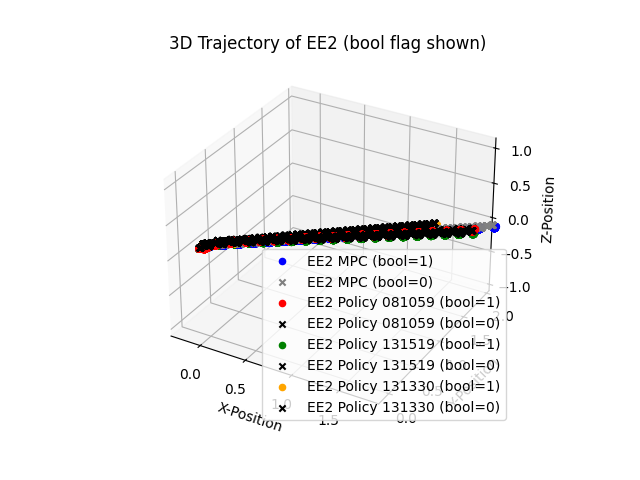 3D Trajectory of EE2 (bool flag shown)
1.0
0.5
0.0
-0.5
-1.0
Z-Position
EE2 MPC (bool=1)
EE2 MPC (bool=0)
EE2 Policy 081059 (bool=1)
EE2 Policy 081059 (bool=0)
EE2 Policy 131519 (bool=1)
EE2 Policy 131519 (bool=0)
EE2 Policy 131330 (bool=1)
EE2 Policy 131330 (bool=0)
0.0
0.5
1.0
1.5
X-Position
0.0
0.5